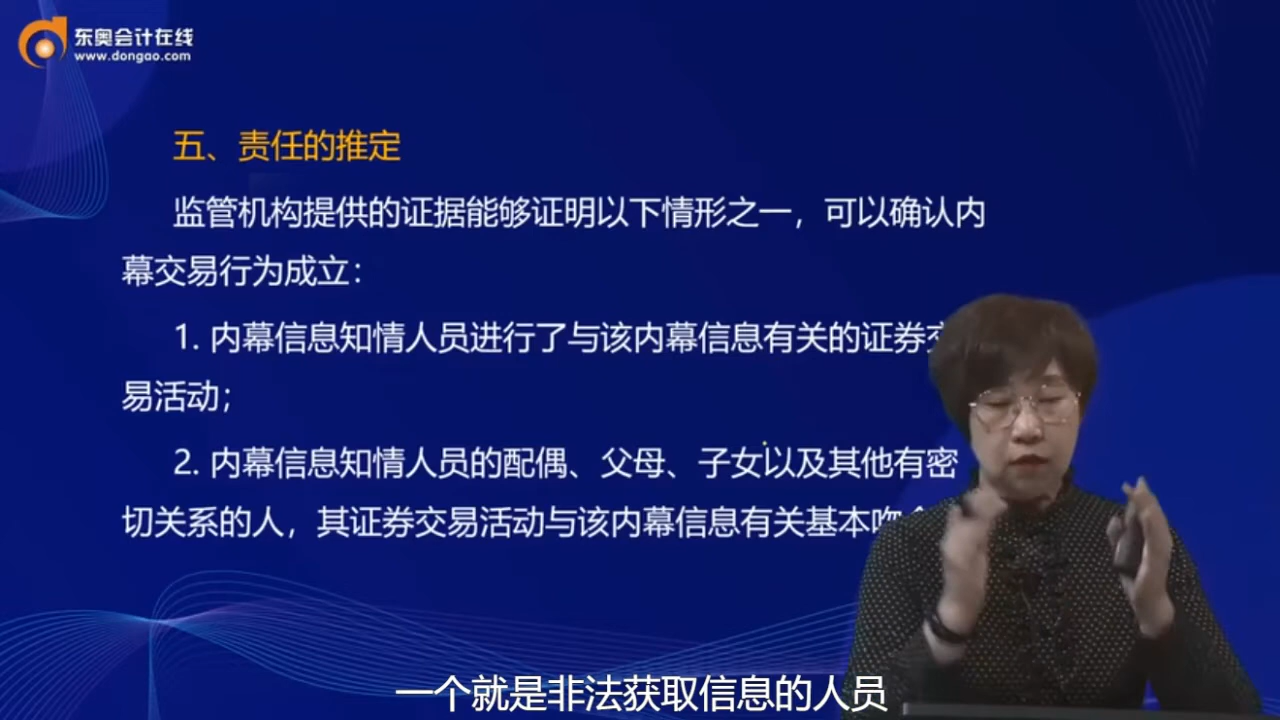 东奥会计在线
www.dongao.com
五、责任的推定
监管机构提供的证据能够证明以下情形之一，可以确认内
幕交易行为成立：
1. 内幕信息知情人员进行了与该内幕信息有关的证券交
易活动；
2. 内幕信息知情人员的配偶、父母、子女以及其他有密
切关系的人，其证券交易活动与该内幕信息有关基本吻
一个就是非法获取信息的人员